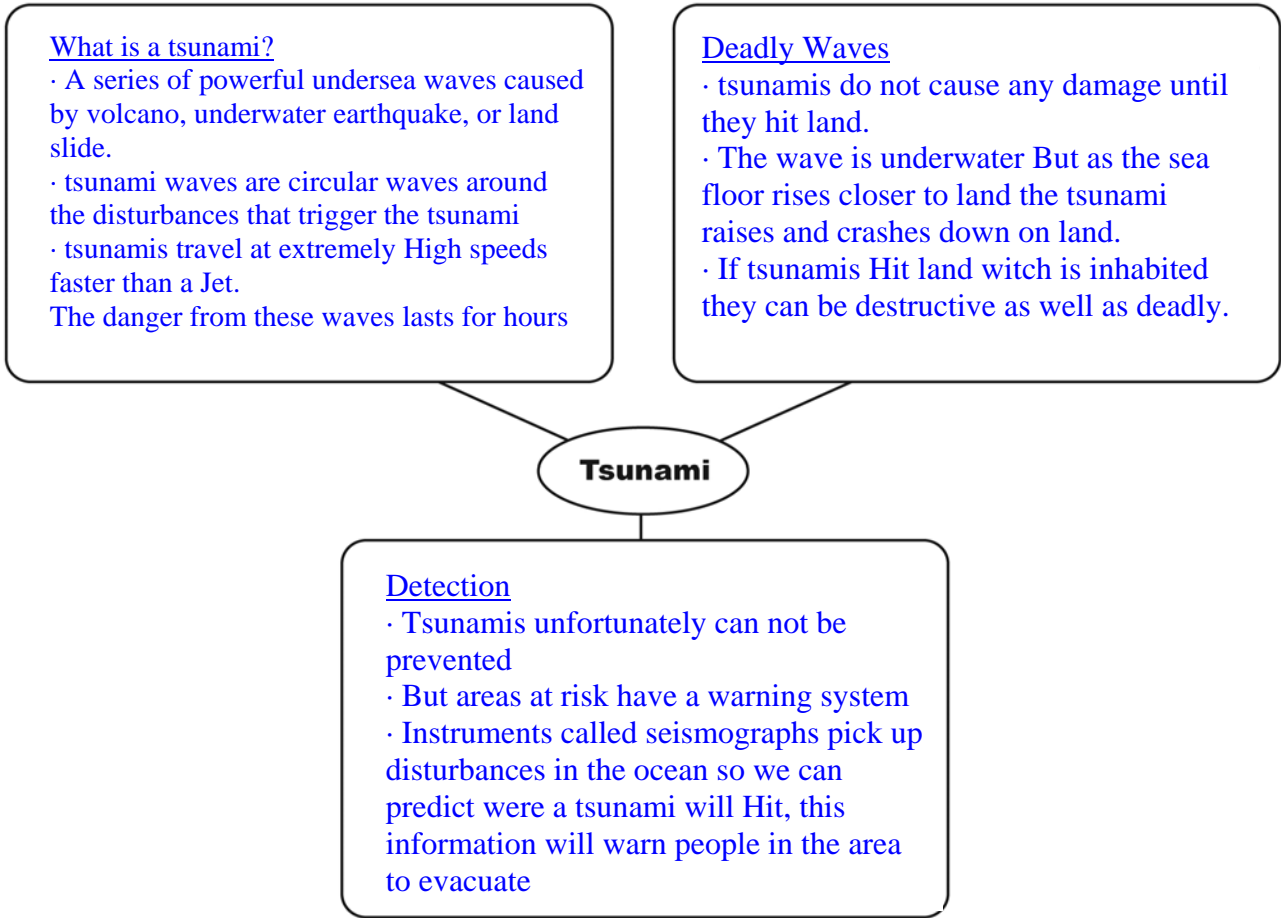 What is a tsunami?
· A series of powerful undersea waves caused
by volcano, underwater earthquake, or land
slide.
· tsunami waves are circular waves around
the disturbances that trigger the tsunami
· tsunamis travel at extremely High speeds
faster than a Jet.
The danger from these waves lasts for hours
Deadly Waves
· tsunamis do not cause any damage until
they hit land.
· The wave is underwater But as the sea
floor rises closer to land the tsunami
raises and crashes down on land.
· If tsunamis Hit land witch is inhabited
they can be destructive as well as deadly.
Tsunami
Detection
· Tsunamis unfortunately can not be
prevented
· But areas at risk have a warning system
· Instruments called seismographs pick up
disturbances in the ocean so we can
predict were a tsunami will Hit, this
information will warn people in the area
to evacuate